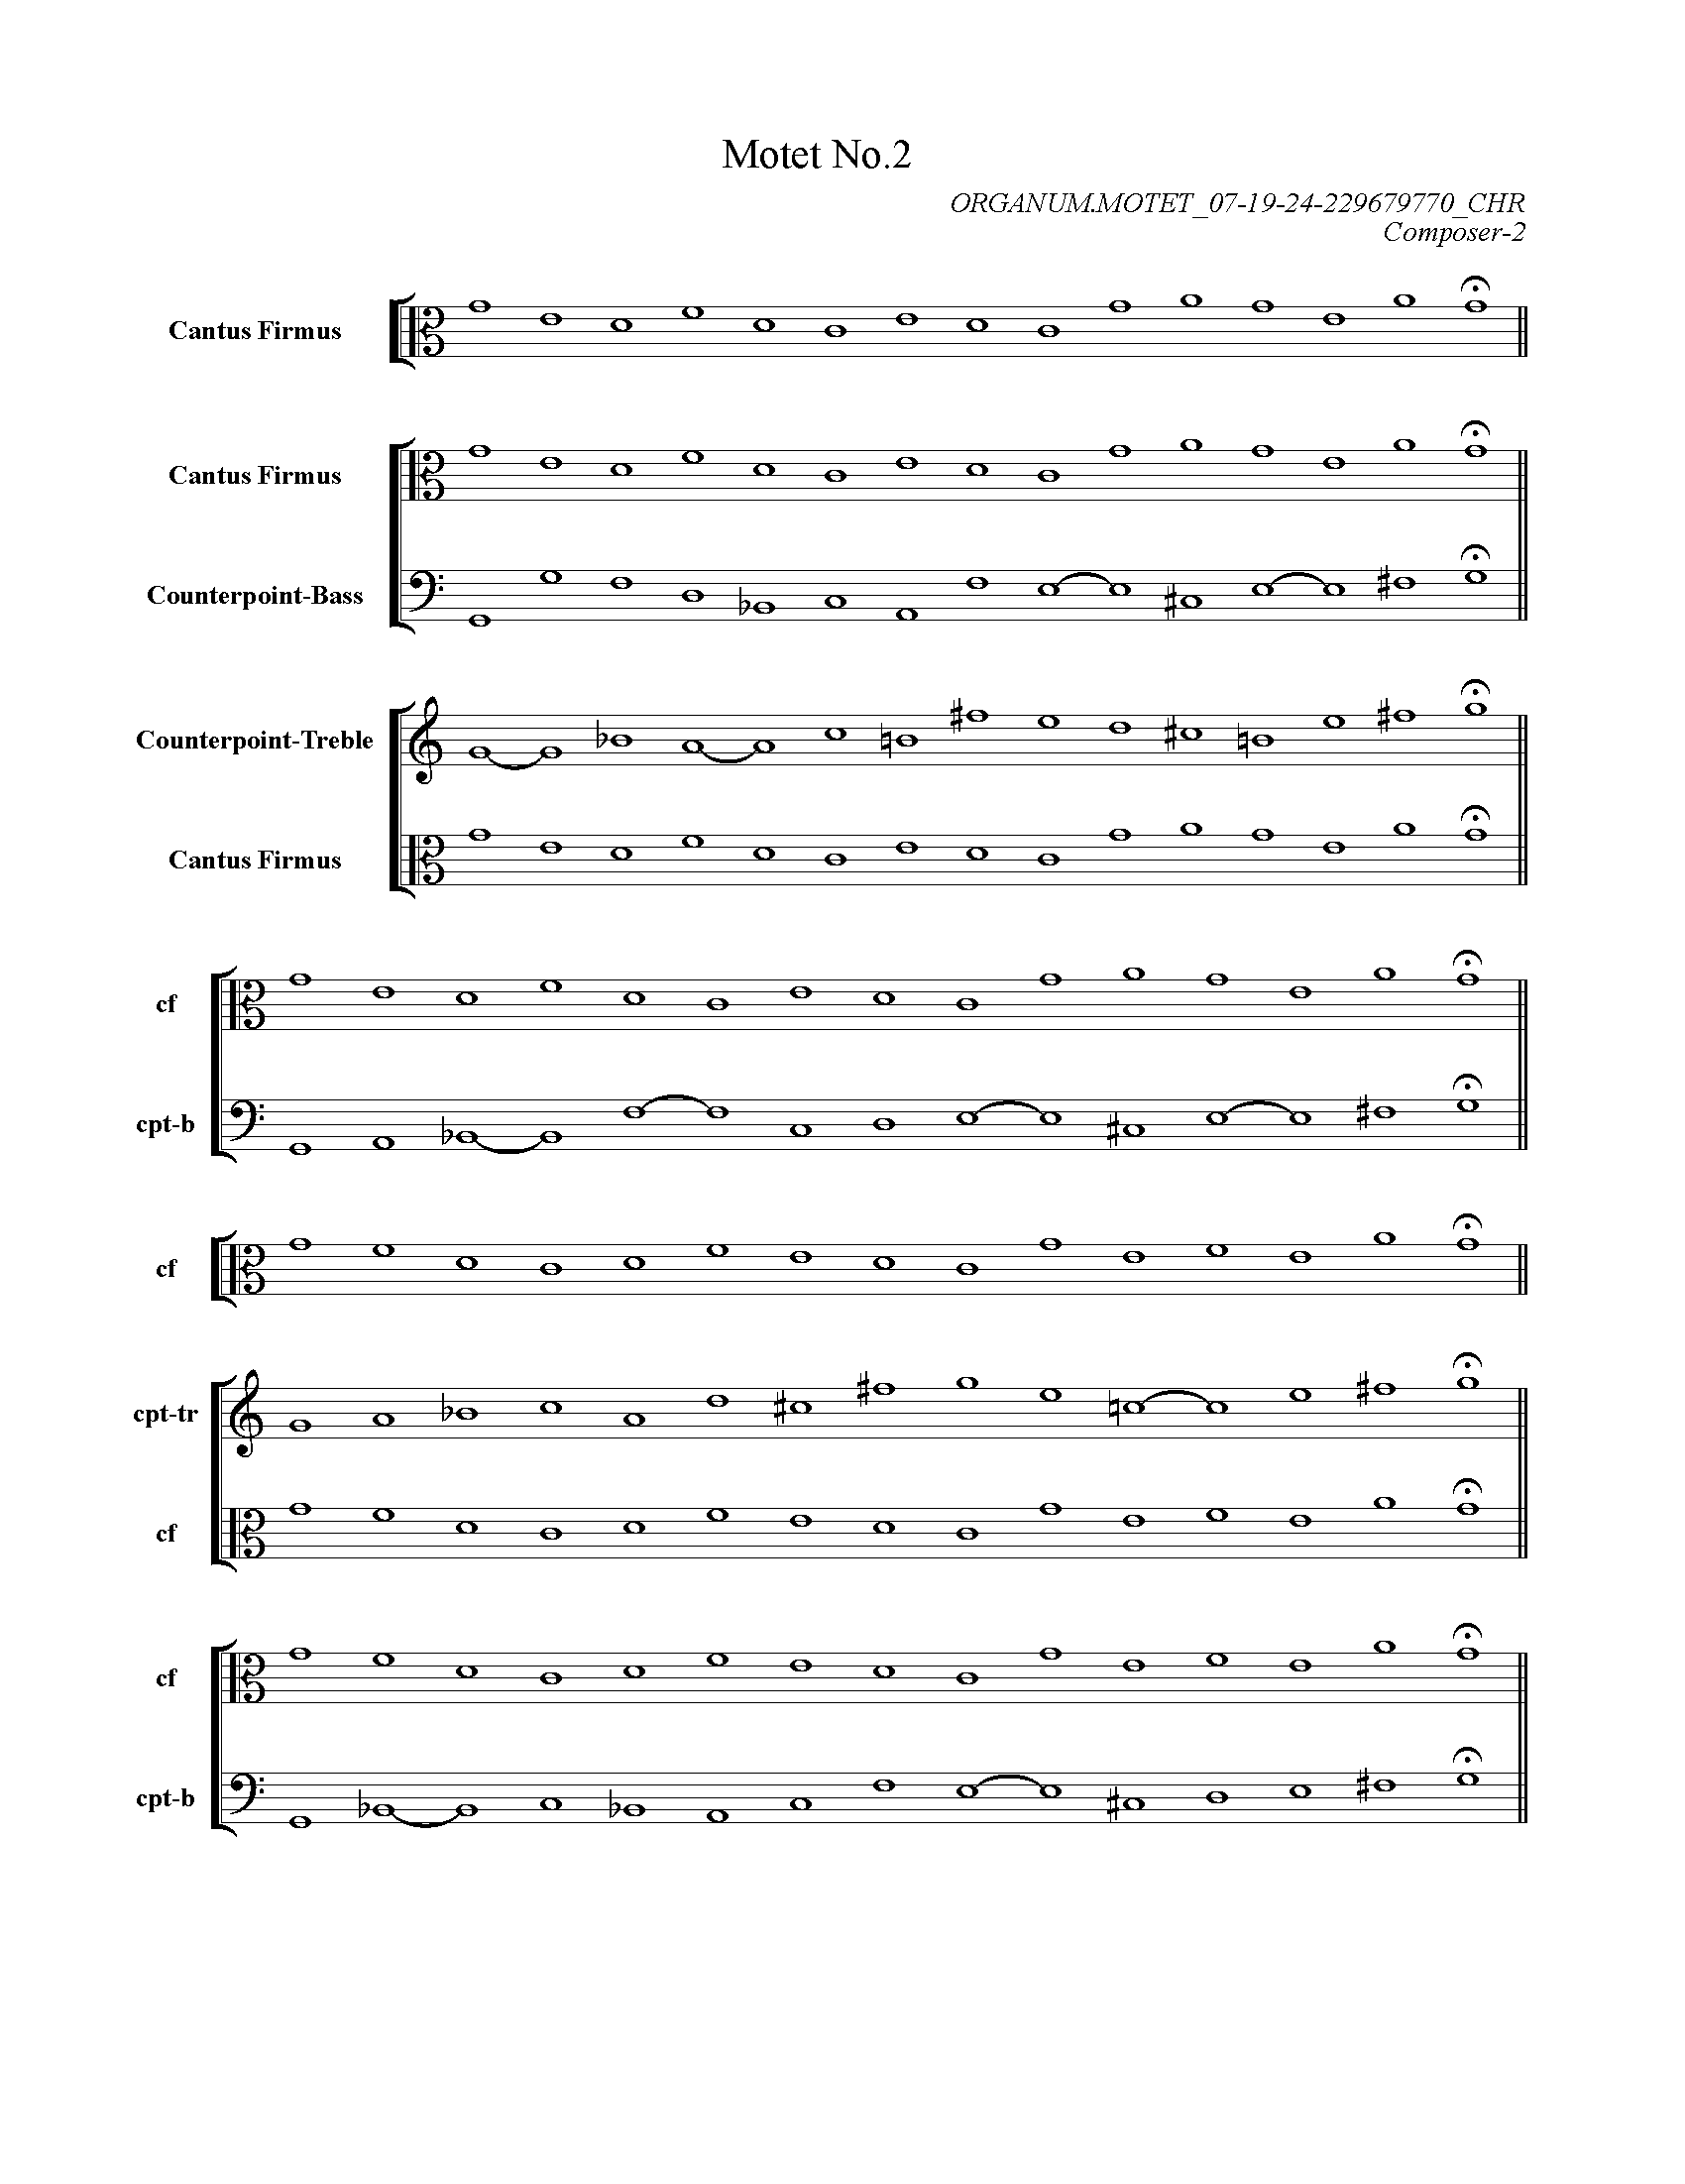 Motet No.2
ORGANUM.MOTET_07-19-24-229679770_CHR
Composer-2
Cantus Firmus
Cantus Firmus
Counterpoint-Bass
Counterpoint-Treble
Cantus Firmus
cf
cpt-b
cf
cpt-tr
cf
cf
cpt-b